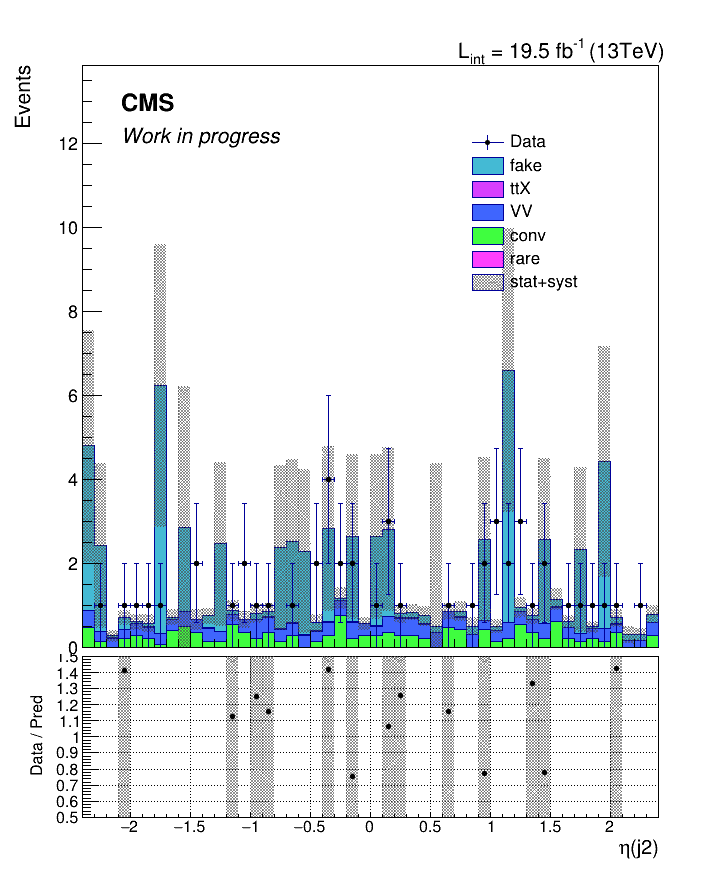 L_int = 19.5 fb^-1 (13TeV)
Events
CMS
Work in progress
Data
fake
ttX
VV
conv
rare
stat+syst
12
10
8
6
4
2
0
Data / Pred
1.5
1.4
1.3
1.2
1.1
1
0.9
0.8
0.7
0.6
0.5
−2 −1.5 −1 −0.5 0 0.5 1 1.5 2
η(j2)